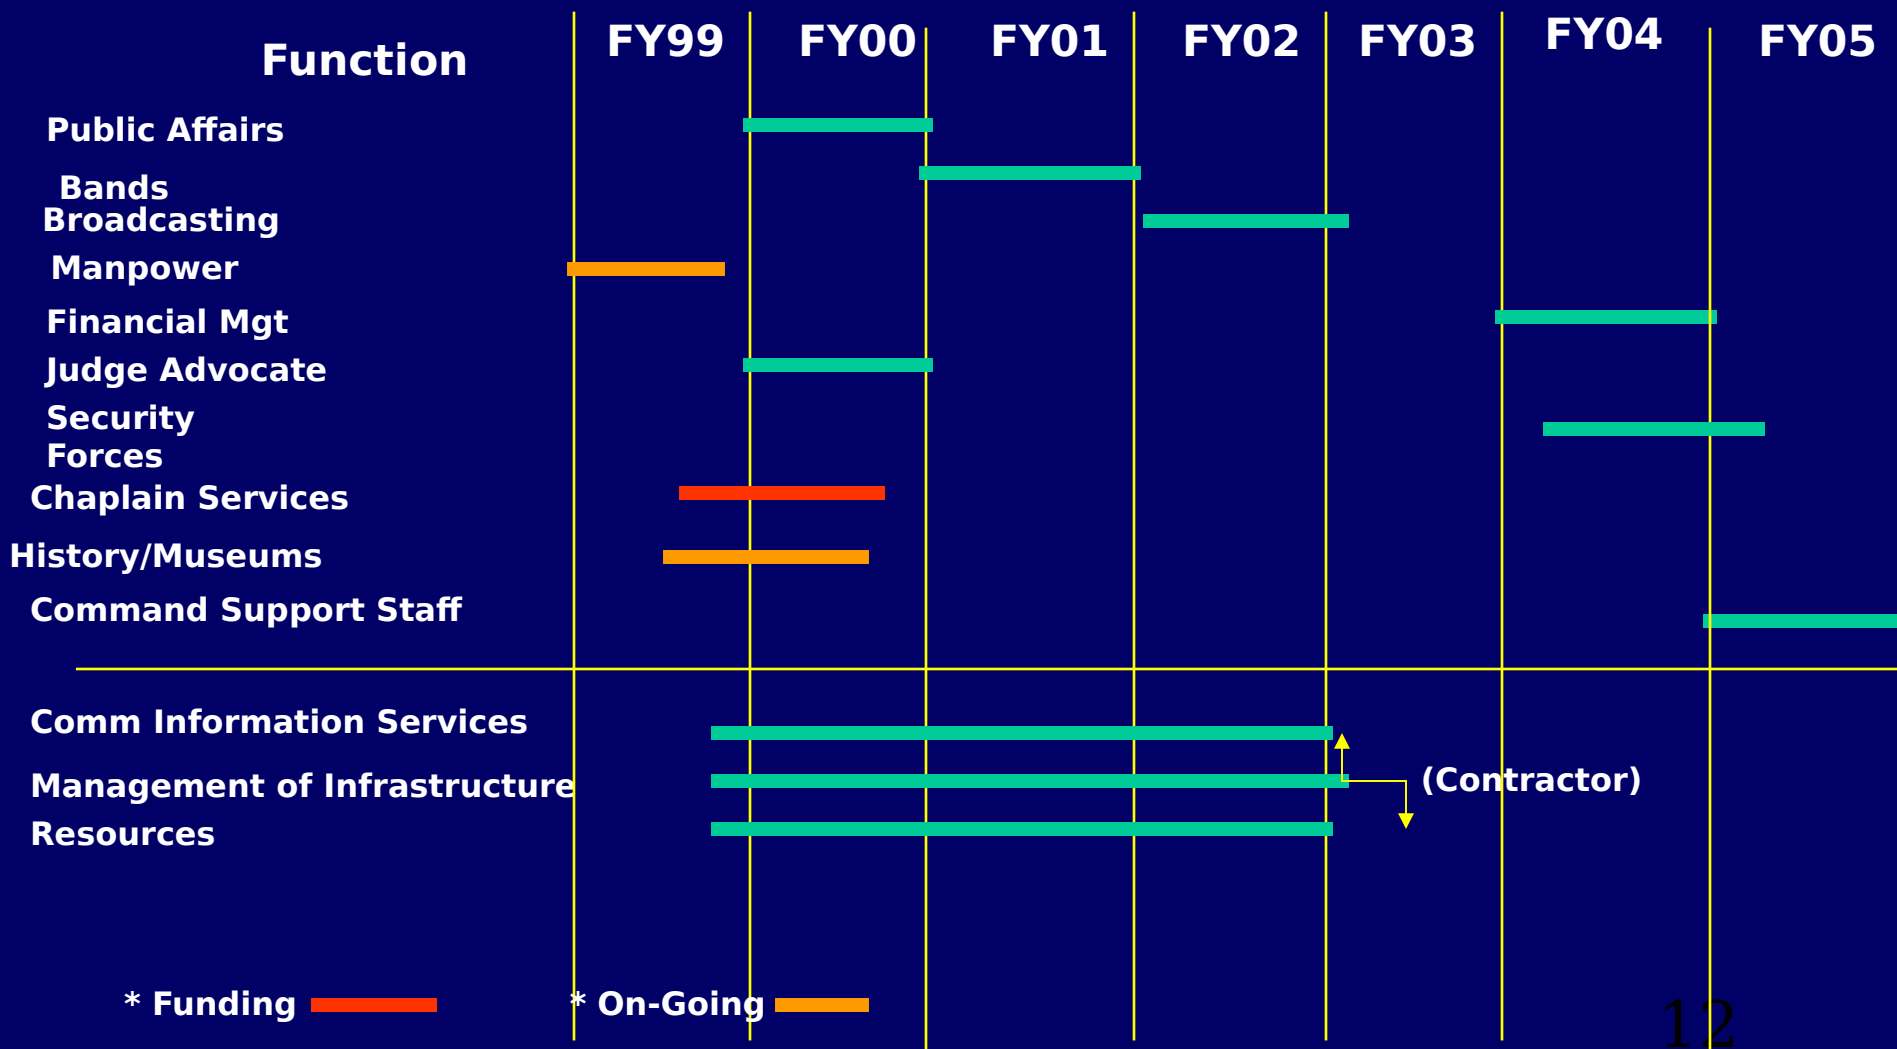 Function FY99 FY00 FY01 FY02 FY03 FY04 FY05
Public Affairs
Bands
Broadcasting
Manpower
Financial Mgt
Judge Advocate
Security
Forces
Chaplain Services
History/Museums
Command Support Staff
Comm Information Services
Management of Infrastructure
(Contractor)
Resources
* Funding
* On-Going
12